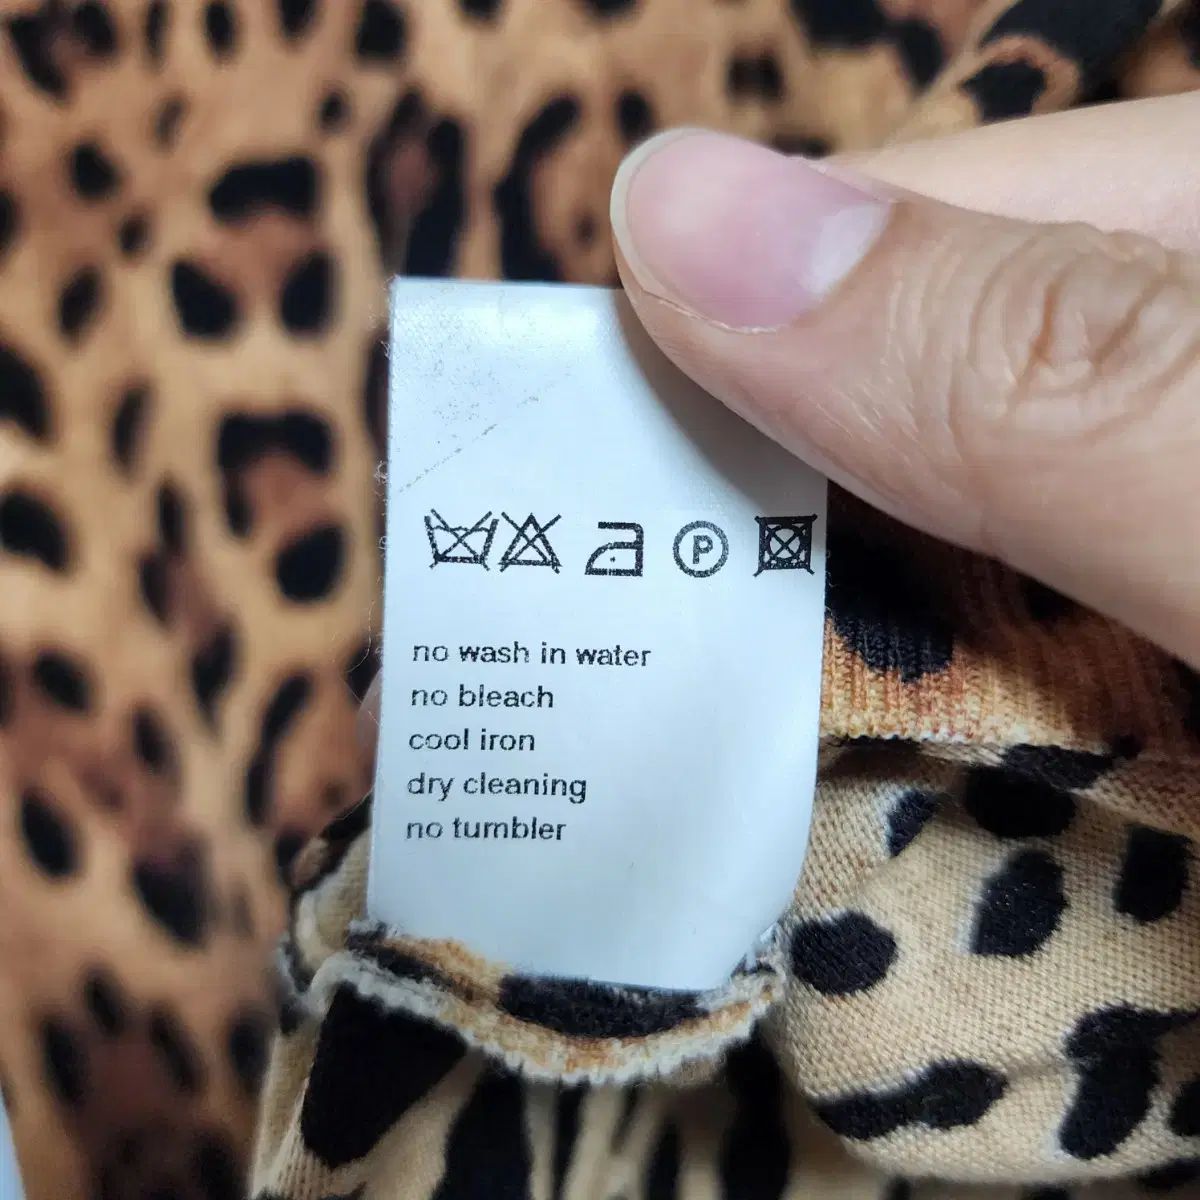 P
no wash in water
no bleach
cool iron
dry cleaning
no tumbler